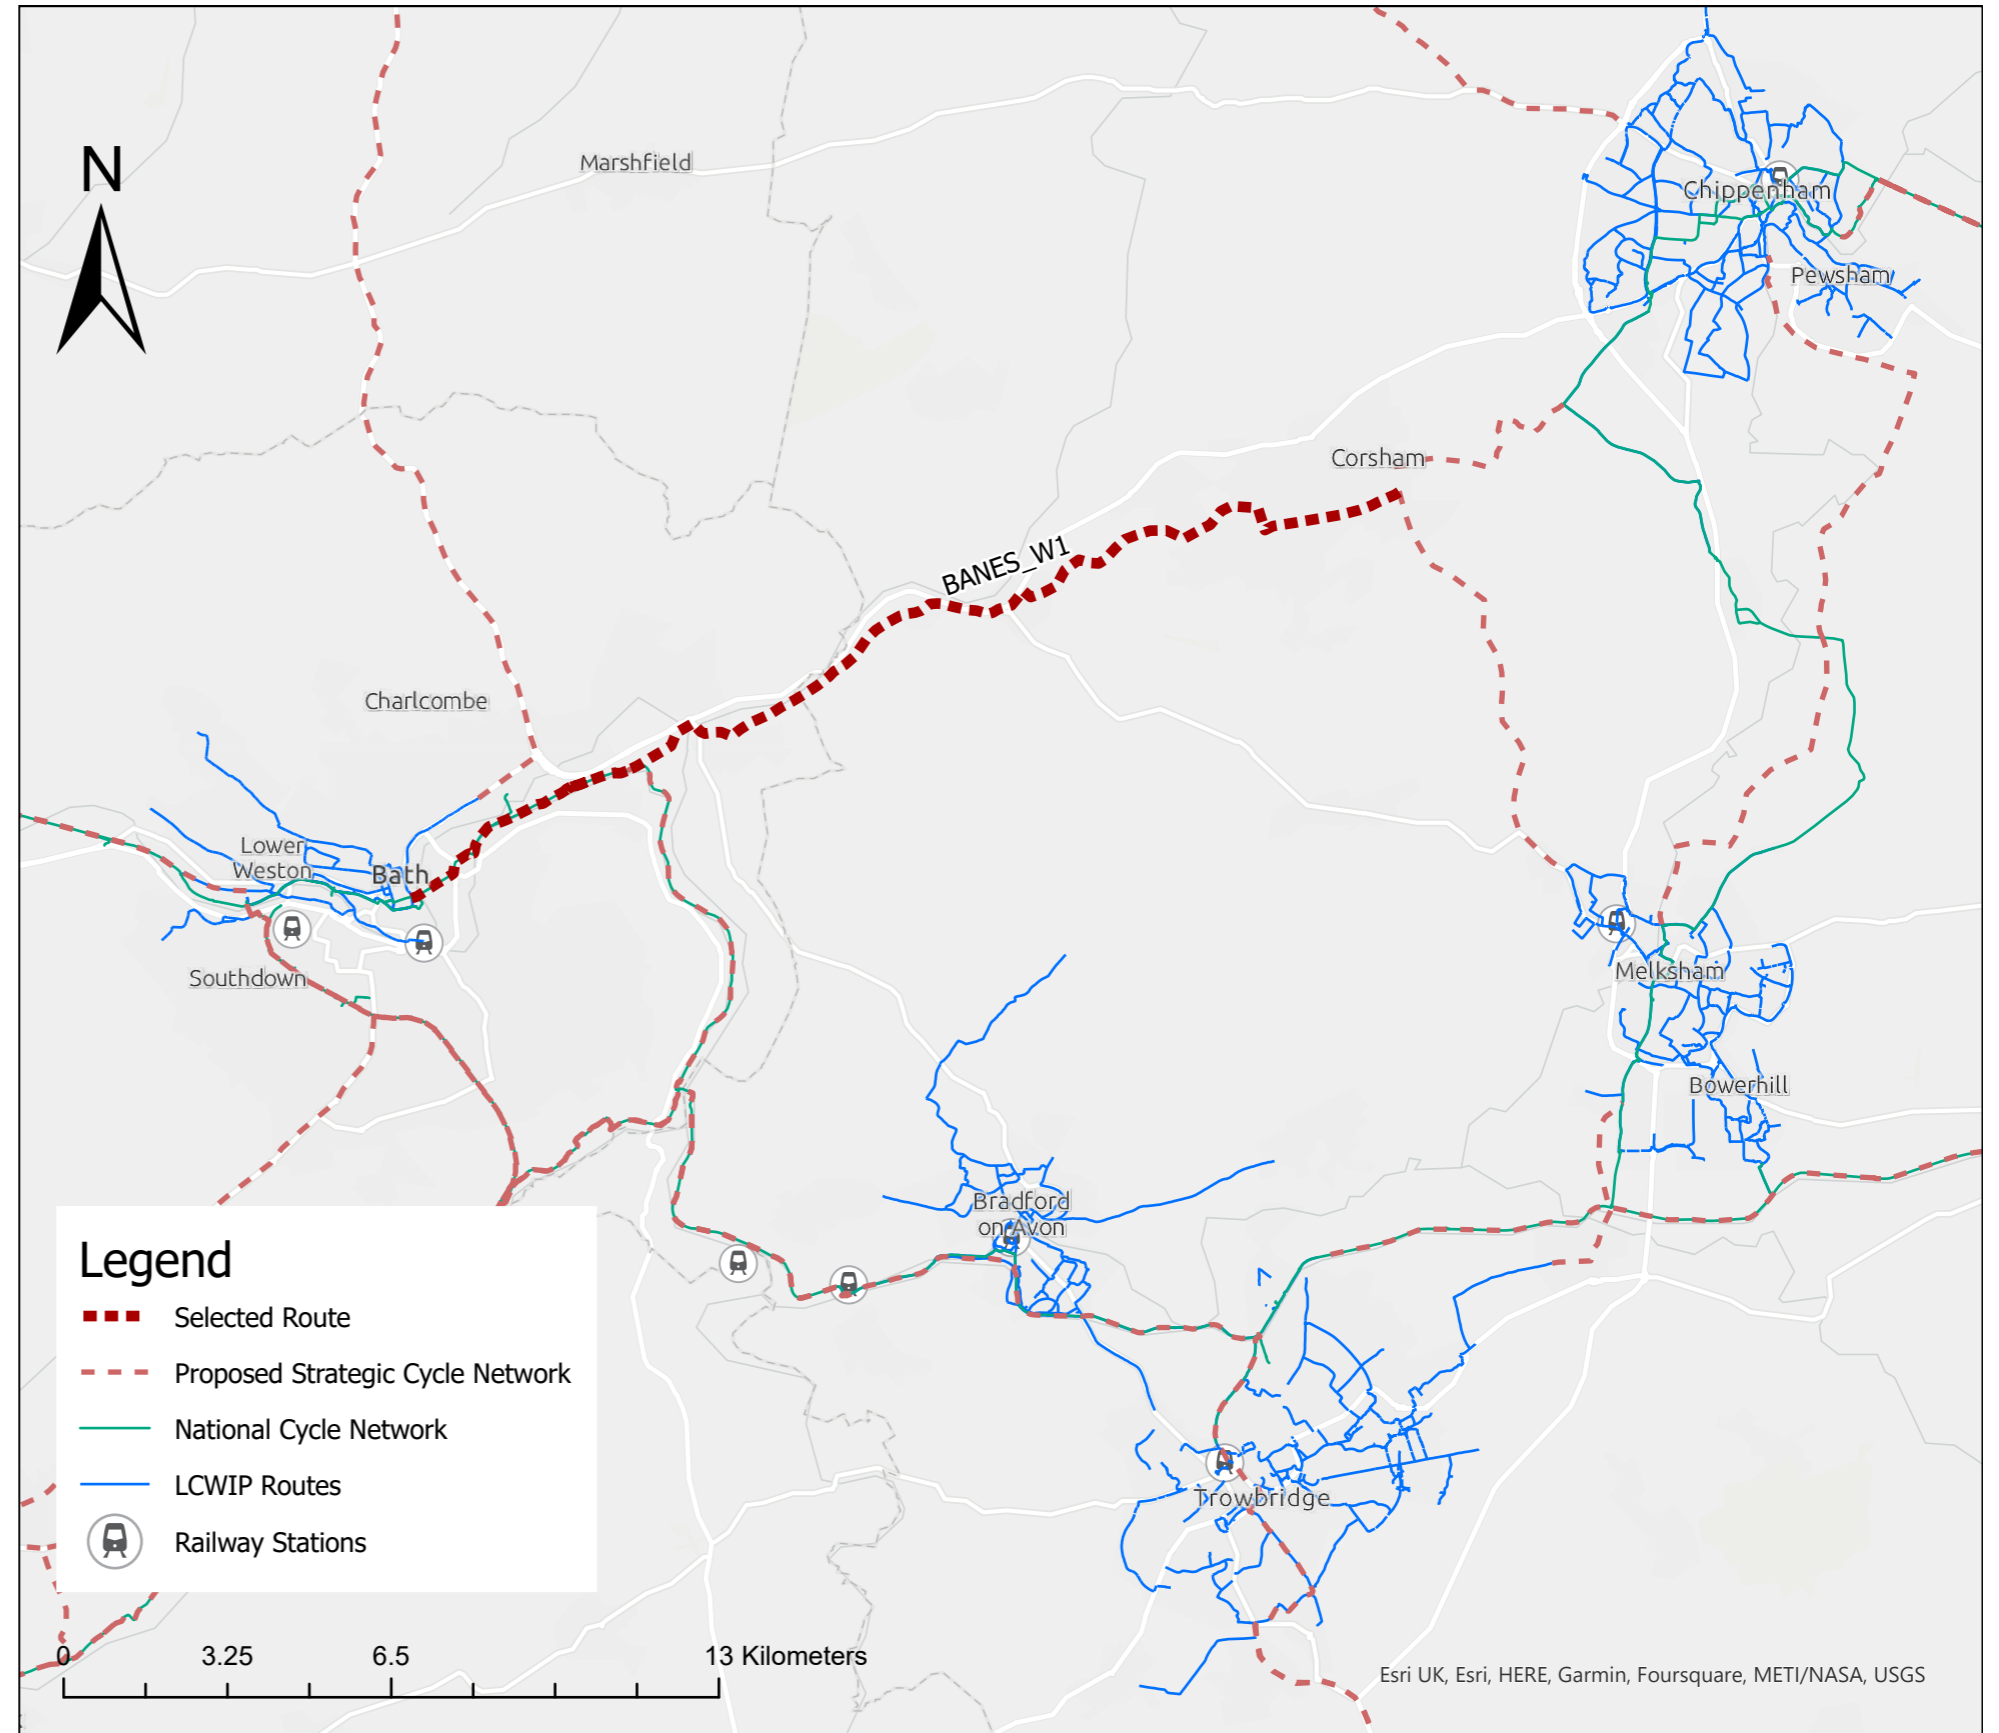 N
Marshfield
Chippenham
Pewsham
Corsham
BANES_W1
Charlcombe
Lower
Weston
Bath
Southdown
Melksham
Bowerhill
Bradford
on Avon
Trowbridge
Legend
Selected Route
Proposed Strategic Cycle Network
National Cycle Network
LCWIP Routes
Railway Stations
0 3.25 6.5 13 Kilometers
Esri UK, Esri, HERE, Garmin, Foursquare, METI/NASA, USGS